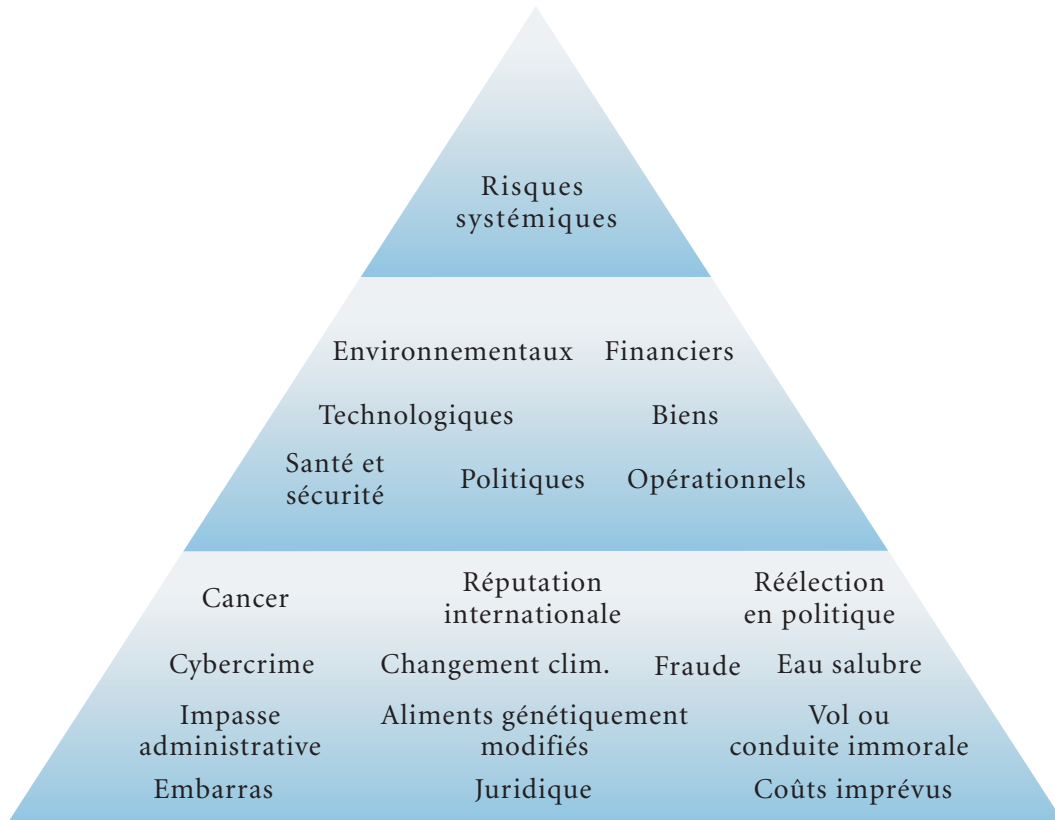 Risques
systémiques
Environnementaux Financiers
Technologiques Biens
Santé et
sécurité
Politiques Opérationnels
Cancer
Réputation
internationale
Réélection
en politique
Cybercrime Changement clim. Fraude Eau salubre
Impasse
administrative
Aliments génétiquement
modifiés
Vol ou
conduite immorale
Embarras Juridique Coûts imprévus